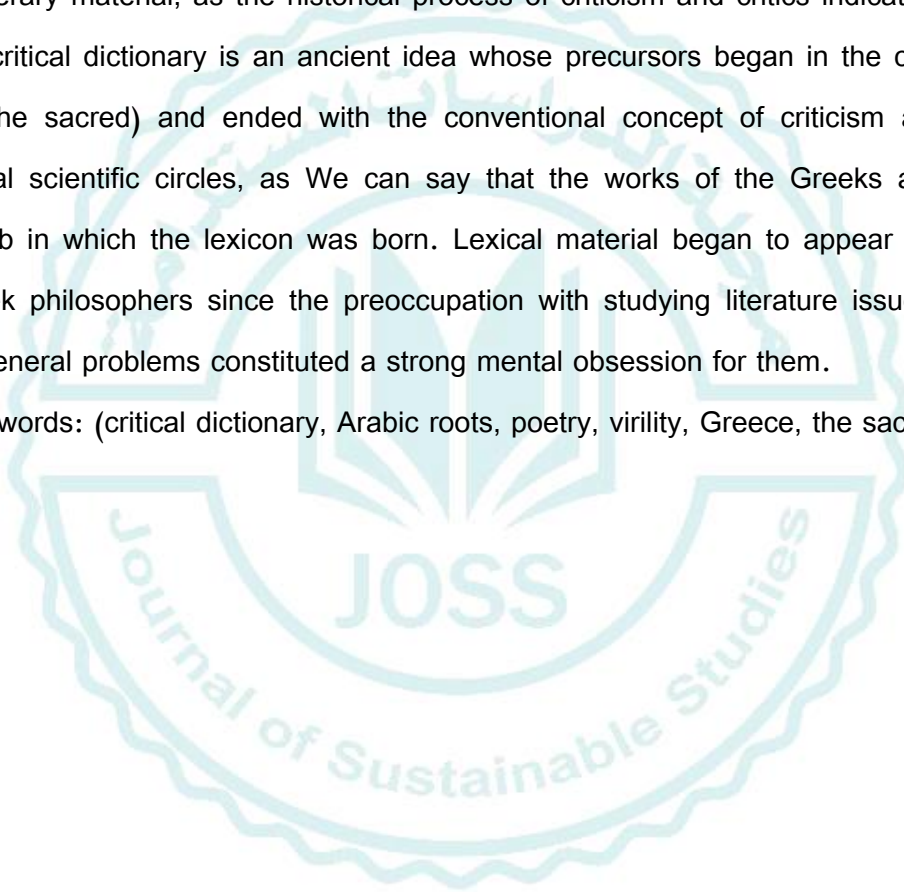 erary material, as the historical process of criticism and critics indicat
critical dictionary is an ancient idea whose precursors began in the
he sacred) and ended with the conventional concept of criticism a
al scientific circles, as We can say that the works of the Greeks a
b in which the lexicon was born. Lexical material began to appear
k philosophers since the preoccupation with studying literature issu
eneral problems constituted a strong mental obsession for them.
words: (critical dictionary, Arabic roots, poetry, virility, Greece, the sac
JOSS
Journal of Sustainable Studies